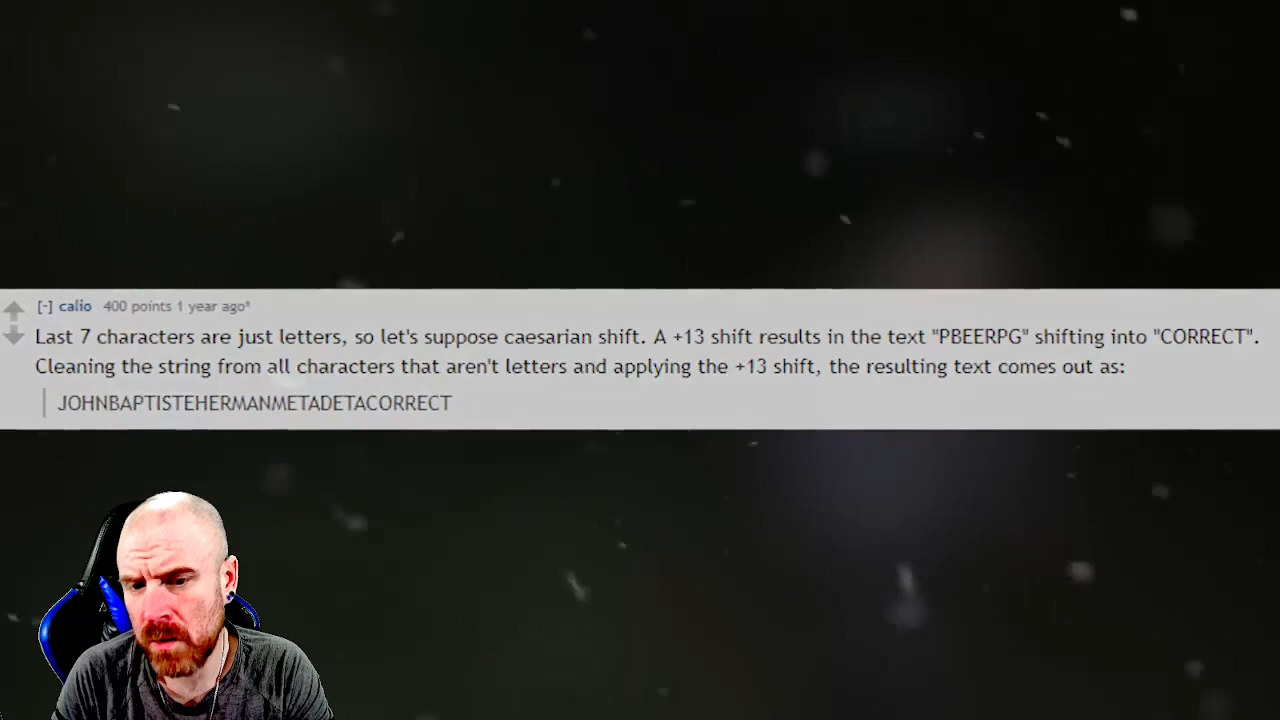 [-] calio 400 points 1 year ago*
Last 7 characters are just letters, so let's suppose caesarian shift. A +13 shift results in the text "PBEERPG" shifting into "CORRECT".
Cleaning the string from all characters that aren't letters and applying the +13 shift, the resulting text comes out as:
JOHNBAPTISTEHERMANMETADETACORRECT